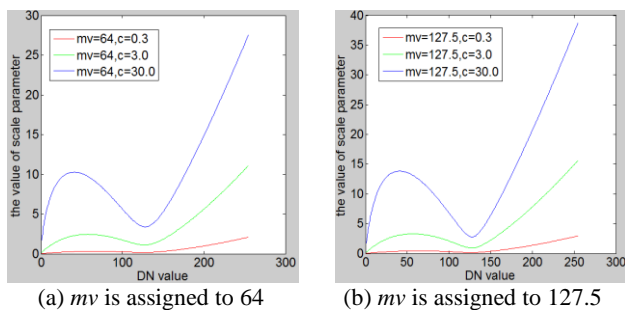 30
25
20
15
10
5
0
the value of scale parameter
mv=64,c=0.3
mv=64,c=3.0
mv=64,c=30.0
0
100
200
300
DN value
(a) mv is assigned to 64
40
35
30
25
20
15
10
5
0
the value of scale parameter
mv=127.5,c=0.3
mv=127.5,c=3.0
mv=127.5,c=30.0
0
50
100
150
200
250
300
DN value
(b) mv is assigned to 127.5